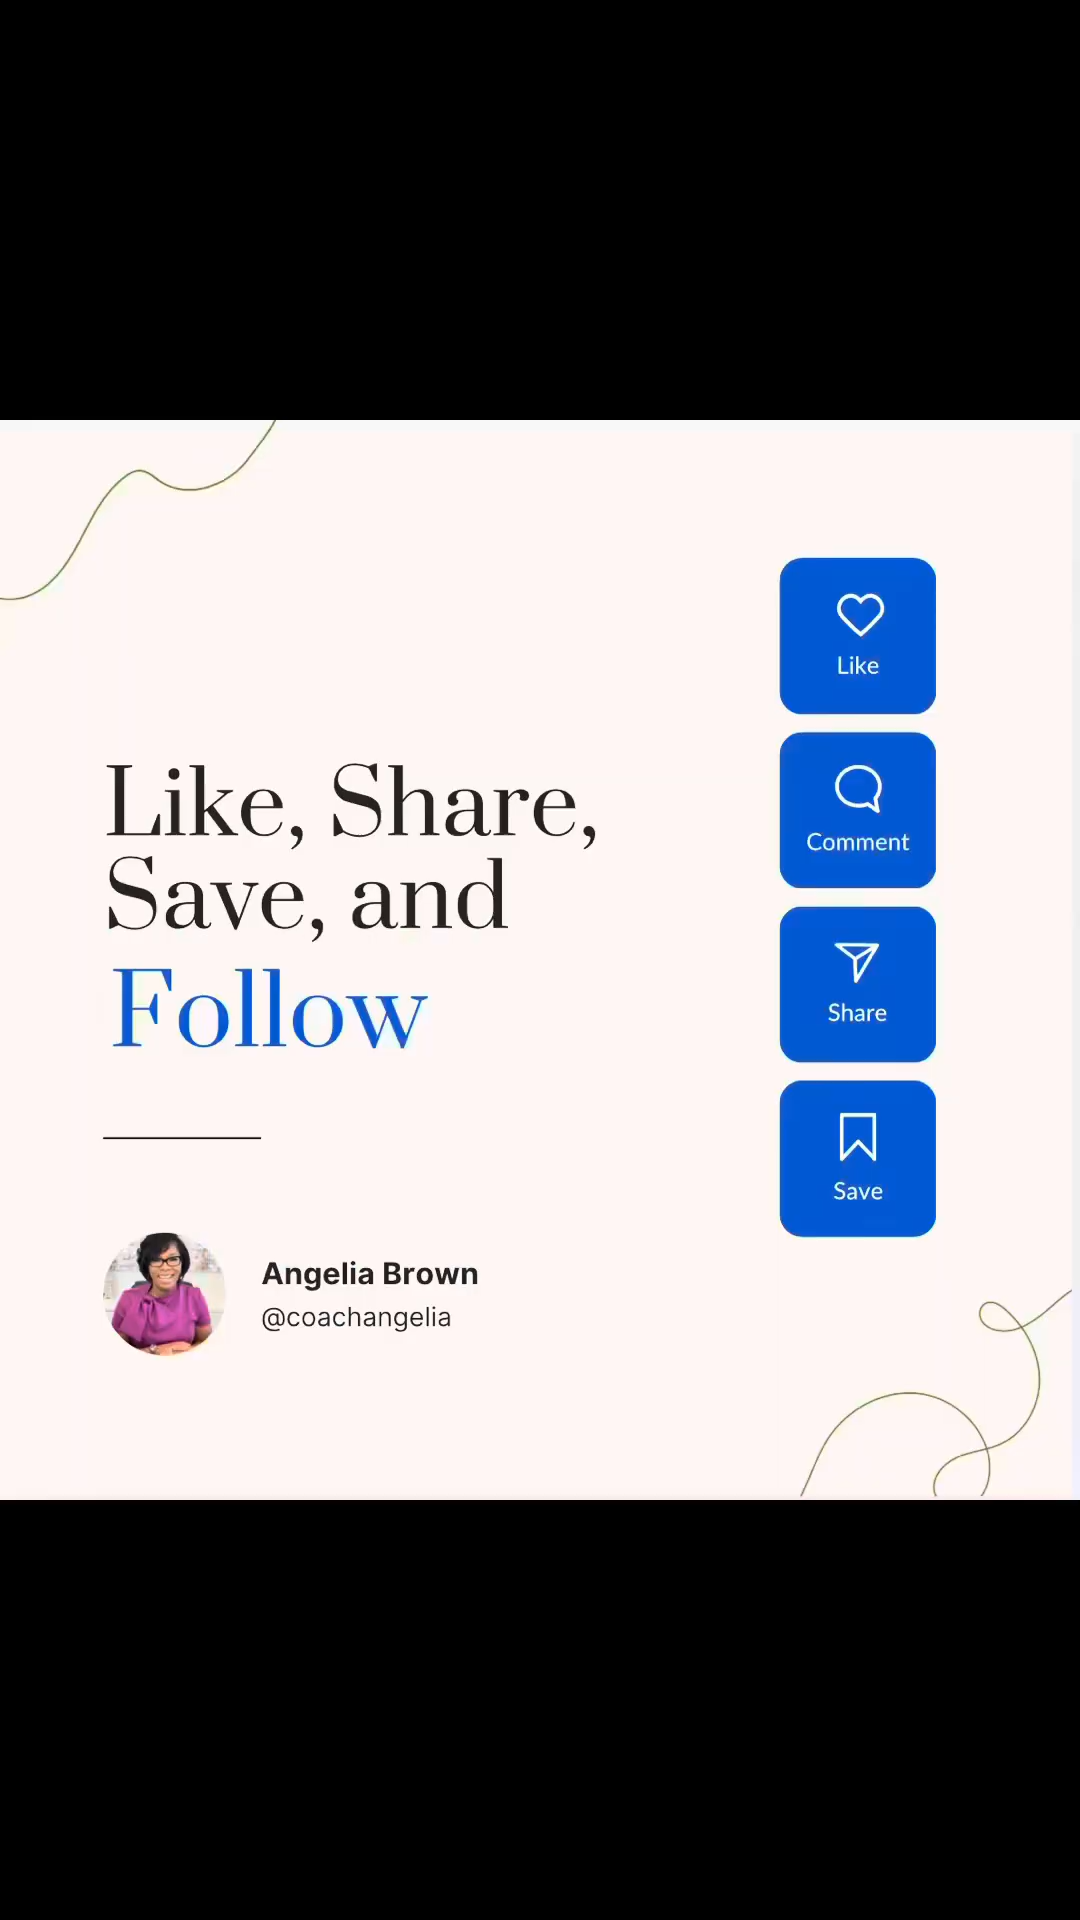 Like, Share,
Save, and
Follow
Angelia Brown
@coachangelia
Like
Comment
Share
Save